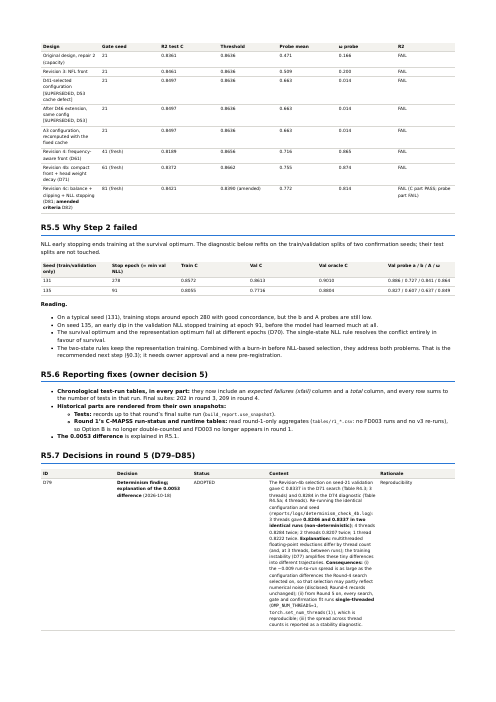 Design Gate seed R2 test C Threshold Probe mean ω probe R2
Original design, repair 2 (capacity) 21 0.8361 0.8636 0.471 0.166 FAIL
Revision 3: NFL front 21 0.8461 0.8636 0.509 0.200 FAIL
D41-selected configuration [SUPERSEDED, D53 cache defect] 21 0.8497 0.8636 0.663 0.014 FAIL
After D46 extension, same config [SUPERSEDED, D53] 21 0.8497 0.8636 0.663 0.014 FAIL
A3 configuration, recomputed with the fixed cache 21 0.8497 0.8636 0.663 0.014 FAIL
Revision 4: frequency-aware front (D61) 41 (fresh) 0.8189 0.8656 0.716 0.865 FAIL
Revision 4b: compact front + head weight decay (D71) 61 (fresh) 0.8372 0.8662 0.755 0.874 FAIL
Revision 4c: balance + clipping + NLL stopping (D81; amended criteria D82) 81 (fresh) 0.8421 0.8390 (amended) 0.772 0.814 FAIL (C part PASS; probe part FAIL)
R5.5 Why Step 2 failed
NLL early stopping ends training at the survival optimum. The diagnostic below refits on the train/validation splits of two confirmation seeds; their test
splits are not touched.
Seed (train/validation only) Stop epoch (= min val NLL) Train C Val C Val oracle C Val probe a / b / Λ / ω
131 278 0.8572 0.8613 0.9010 0.886 / 0.727 / 0.841 / 0.864
135 91 0.8055 0.7716 0.8804 0.827 / 0.607 / 0.637 / 0.849
Reading.
• On a typical seed (131), training stops around epoch 280 with good concordance, but the b and Λ probes are still low.
• On seed 135, an early dip in the validation NLL stopped training at epoch 91, before the model had learned much at all.
• The survival optimum and the representation optimum fall at different epochs (D70). The single-state NLL rule resolves the conflict entirely in
favour of survival.
• The two-state rules keep the representation training. Combined with a burn-in before NLL-based selection, they address both problems. That is the
recommended next step (§0.3); it needs owner approval and a new pre-registration.
R5.6 Reporting fixes (owner decision 5)
• Chronological test-run tables, in every part: they now include an expected failures (xfail) column and a total column, and every row sums
to the number of tests in that run. Final suites: 202 in round 3, 209 in round 4.
• Historical parts are rendered from their own snapshots:
• Tests: records up to that round's final suite run (build_report.use_snapshot).
• Round 1's C-MAPSS run-status and runtime tables: read round-1-only aggregates (tables/r1_*.csv: no FD003 runs and no v3 re-runs),
so Option B is no longer double-counted and FD003 no longer appears in round 1.
• The 0.0053 difference is explained in R5.1.
R5.7 Decisions in round 5 (D79–D85)
ID Decision Status Content Rationale
D79 Determinism finding; explanation of the 0.0053 difference (2026-10-18) ADOPTED The Revision-4b selection on seed-21 validation Reproducibility
gave C 0.8337 in the D71 search (Table R4.3; 3
threads) and 0.8284 in the D74 diagnostic (Table
R4.5a; 4 threads). Re-running the identical
configuration and seed
(reports/logs/determinism_check_4b.log):
3 threads gave 0.8246 and 0.8337 in two
identical runs (non-deterministic); 4 threads
0.8284 twice; 2 threads 0.8207 twice; 1 thread
0.8222 twice. Explanation: multithreaded
floating-point reductions differ by thread count
(and, at 3 threads, between runs); the training
instability (D77) amplifies these tiny differences
into different trajectories. Consequences: (i)
the ~0.009 run-to-run spread is as large as the
configuration differences the Round-4 search
selected on, so that selection may partly reflect
numerical noise (disclosed; Round-4 records
unchanged); (ii) from Round 5 on, every search,
gate and confirmation fit runs single-threaded
(OMP_NUM_THREADS=1,
torch.set_num_threads(1)), which is
reproducible; (iii) the spread across thread
counts is reported as a stability diagnostic.